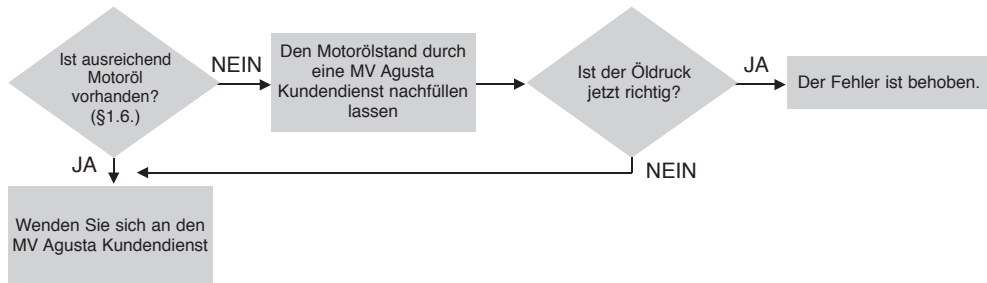 Ist ausreichend
Motoröl
vorhanden?
(§1.6.)
NEIN
Den Motorölstand durch
eine MV Agusta
Kundendienst nachfüllen
lassen
Ist der Öldruck
jetzt richtig?
JA
Der Fehler ist behoben.
JA
NEIN
Wenden Sie sich an den
MV Agusta Kundendienst